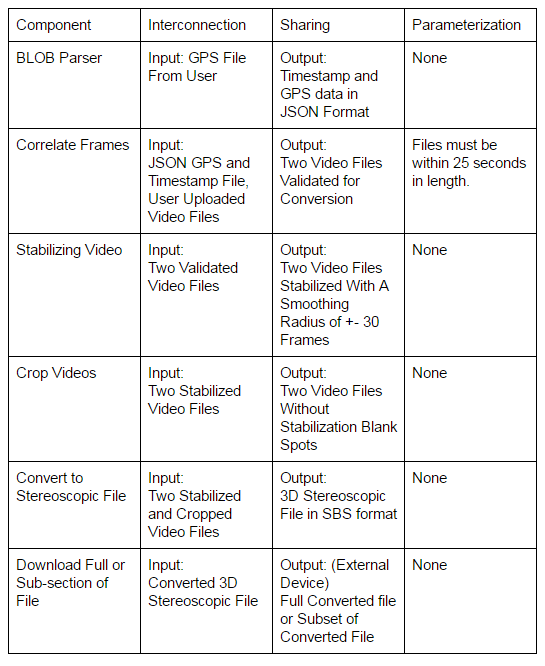 Component
Interconnection
Sharing
Parameterization
BLOB Parser
Input: GPS File
From User
Output:
Timestamp and
GPS data in
JSON Format
None
Correlate Frames
Input:
JSON GPS and
Timestamp File,
User Uploaded
Video Files
Output:
Two Video Files
Validated for
Conversion
Files must be
within 25 seconds
in length.
Stabilizing Video
Input:
Two Validated
Video Files
Output:
Two Video Files
Stabilized With A
Smoothing
Radius of +- 30
Frames
None
Crop Videos
Input:
Two Stabilized
Video Files
Output:
Two Video Files
Without
Stabilization Blank
Spots
None
Convert to
Stereoscopic File
Input:
Two Stabilized
and Cropped
Video Files
Output:
3D Stereoscopic
File in SBS format
None
Download Full or
Sub-section of
File
Input:
Converted 3D
Stereoscopic File
Output: (External
Device)
Full Converted file
or Subset of
Converted File
None